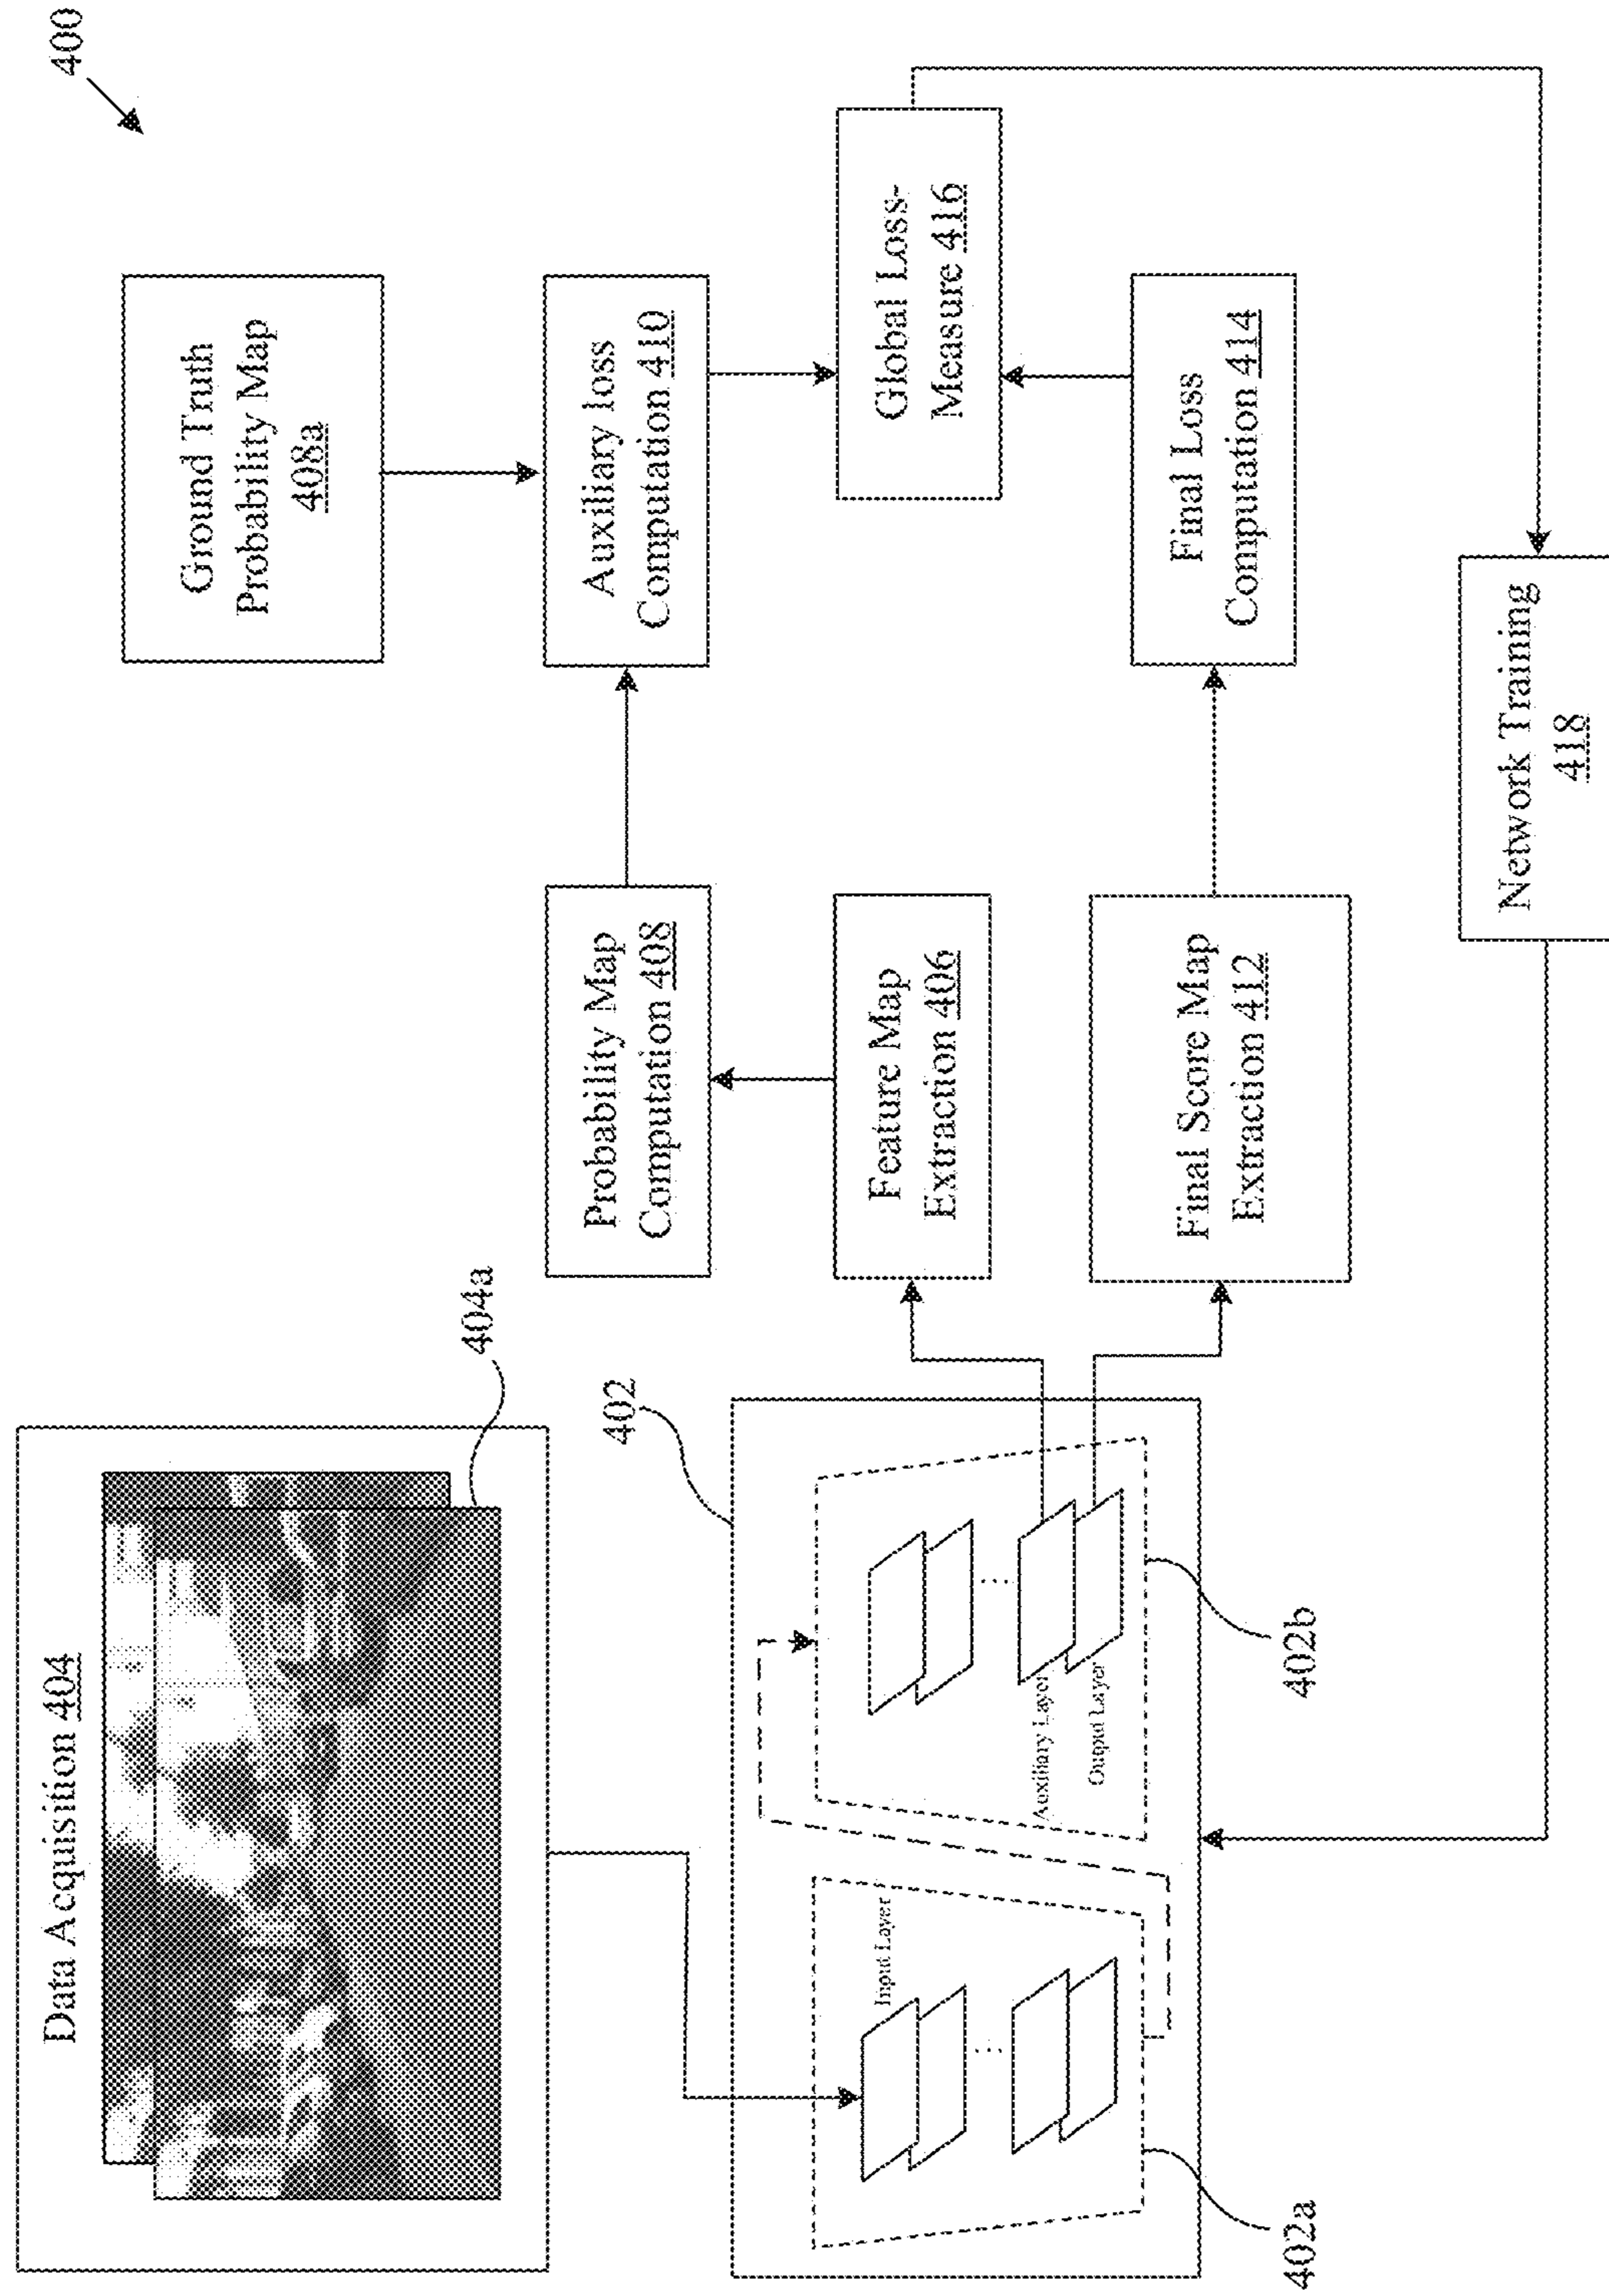 400
Data Acquisition 404
404a
402
Input Layer
Auxiliary Layer
Output Layer
402a
402b
Probability Map
Computation 408
Feature Map
Extraction 406
Final Score Map
Extraction 412
Ground Truth
Probability Map
408a
Auxiliary loss
Computation 410
Global Loss-
Measure 416
Final Loss
Computation 414
Network Training
418